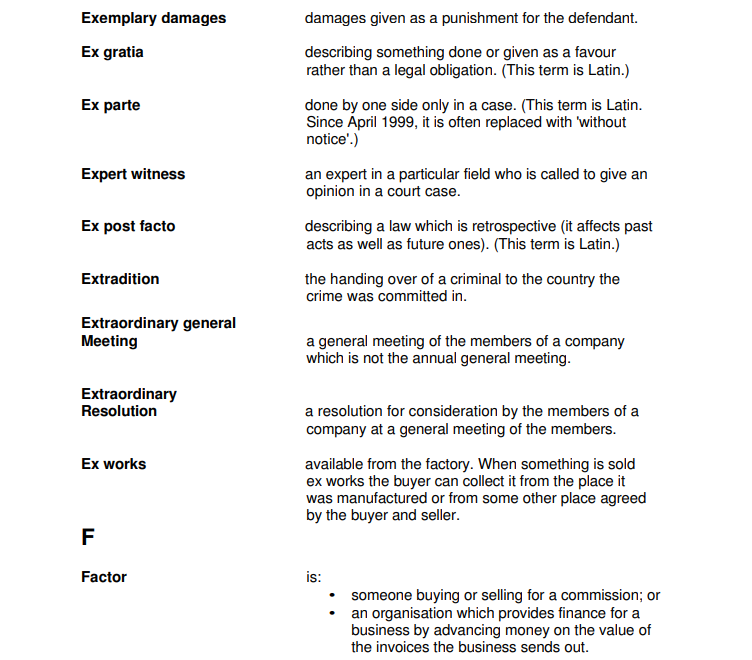 Exemplary damages damages given as a punishment for the defendant.
Ex gratia describing something done or given as a favour
rather than a legal obligation. (This term is Latin.)
Ex parte done by one side only in a case. (This term is Latin.
Since April 1999, it is often replaced with 'without
notice'.)
Expert witness an expert in a particular field who is called to give an
opinion in a court case.
Ex post facto describing a law which is retrospective (it affects past
acts as well as future ones). (This term is Latin.)
Extradition the handing over of a criminal to the country the
crime was committed in.
Extraordinary general
Meeting a general meeting of the members of a company
which is not the annual general meeting.
Extraordinary
Resolution a resolution for consideration by the members of a
company at a general meeting of the members.
Ex works available from the factory. When something is sold
ex works the buyer can collect it from the place it
was manufactured or from some other place agreed
by the buyer and seller.
F
Factor is:
• someone buying or selling for a commission; or
• an organisation which provides finance for a
business by advancing money on the value of
the invoices the business sends out.